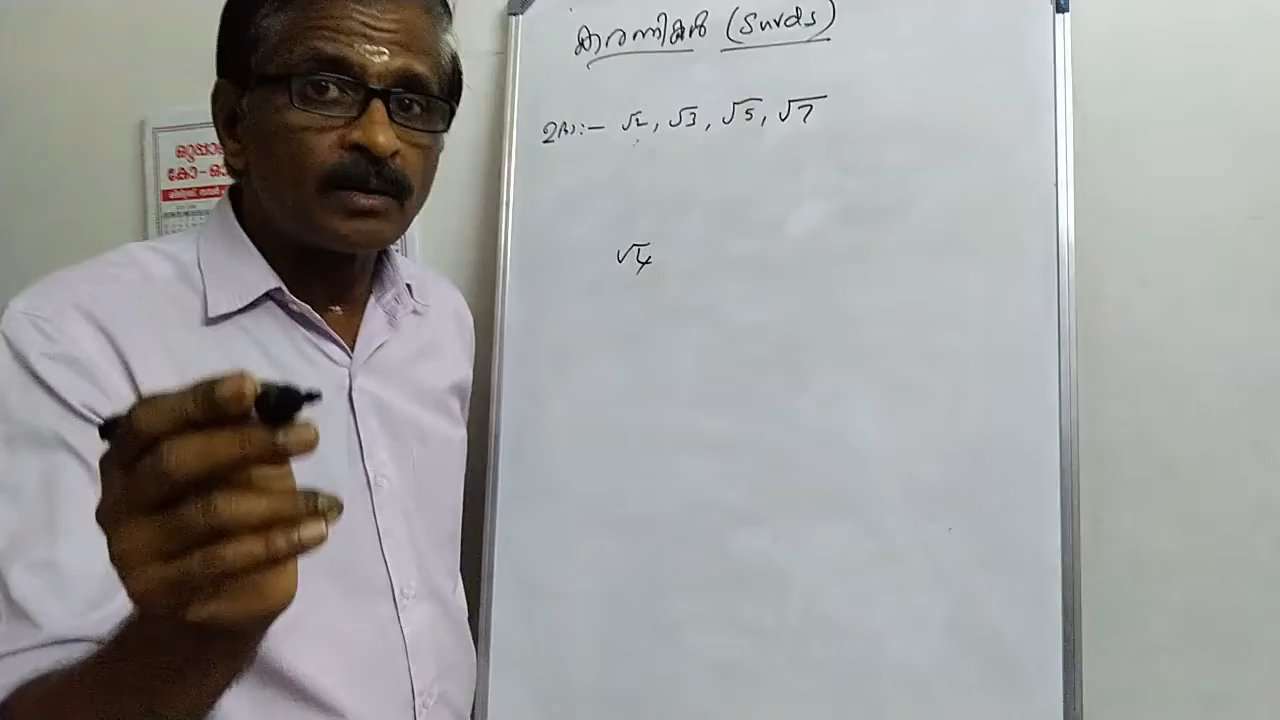 കരണികൾ (Surds)
ഉദാ:- √2, √3, √5, √7
√4